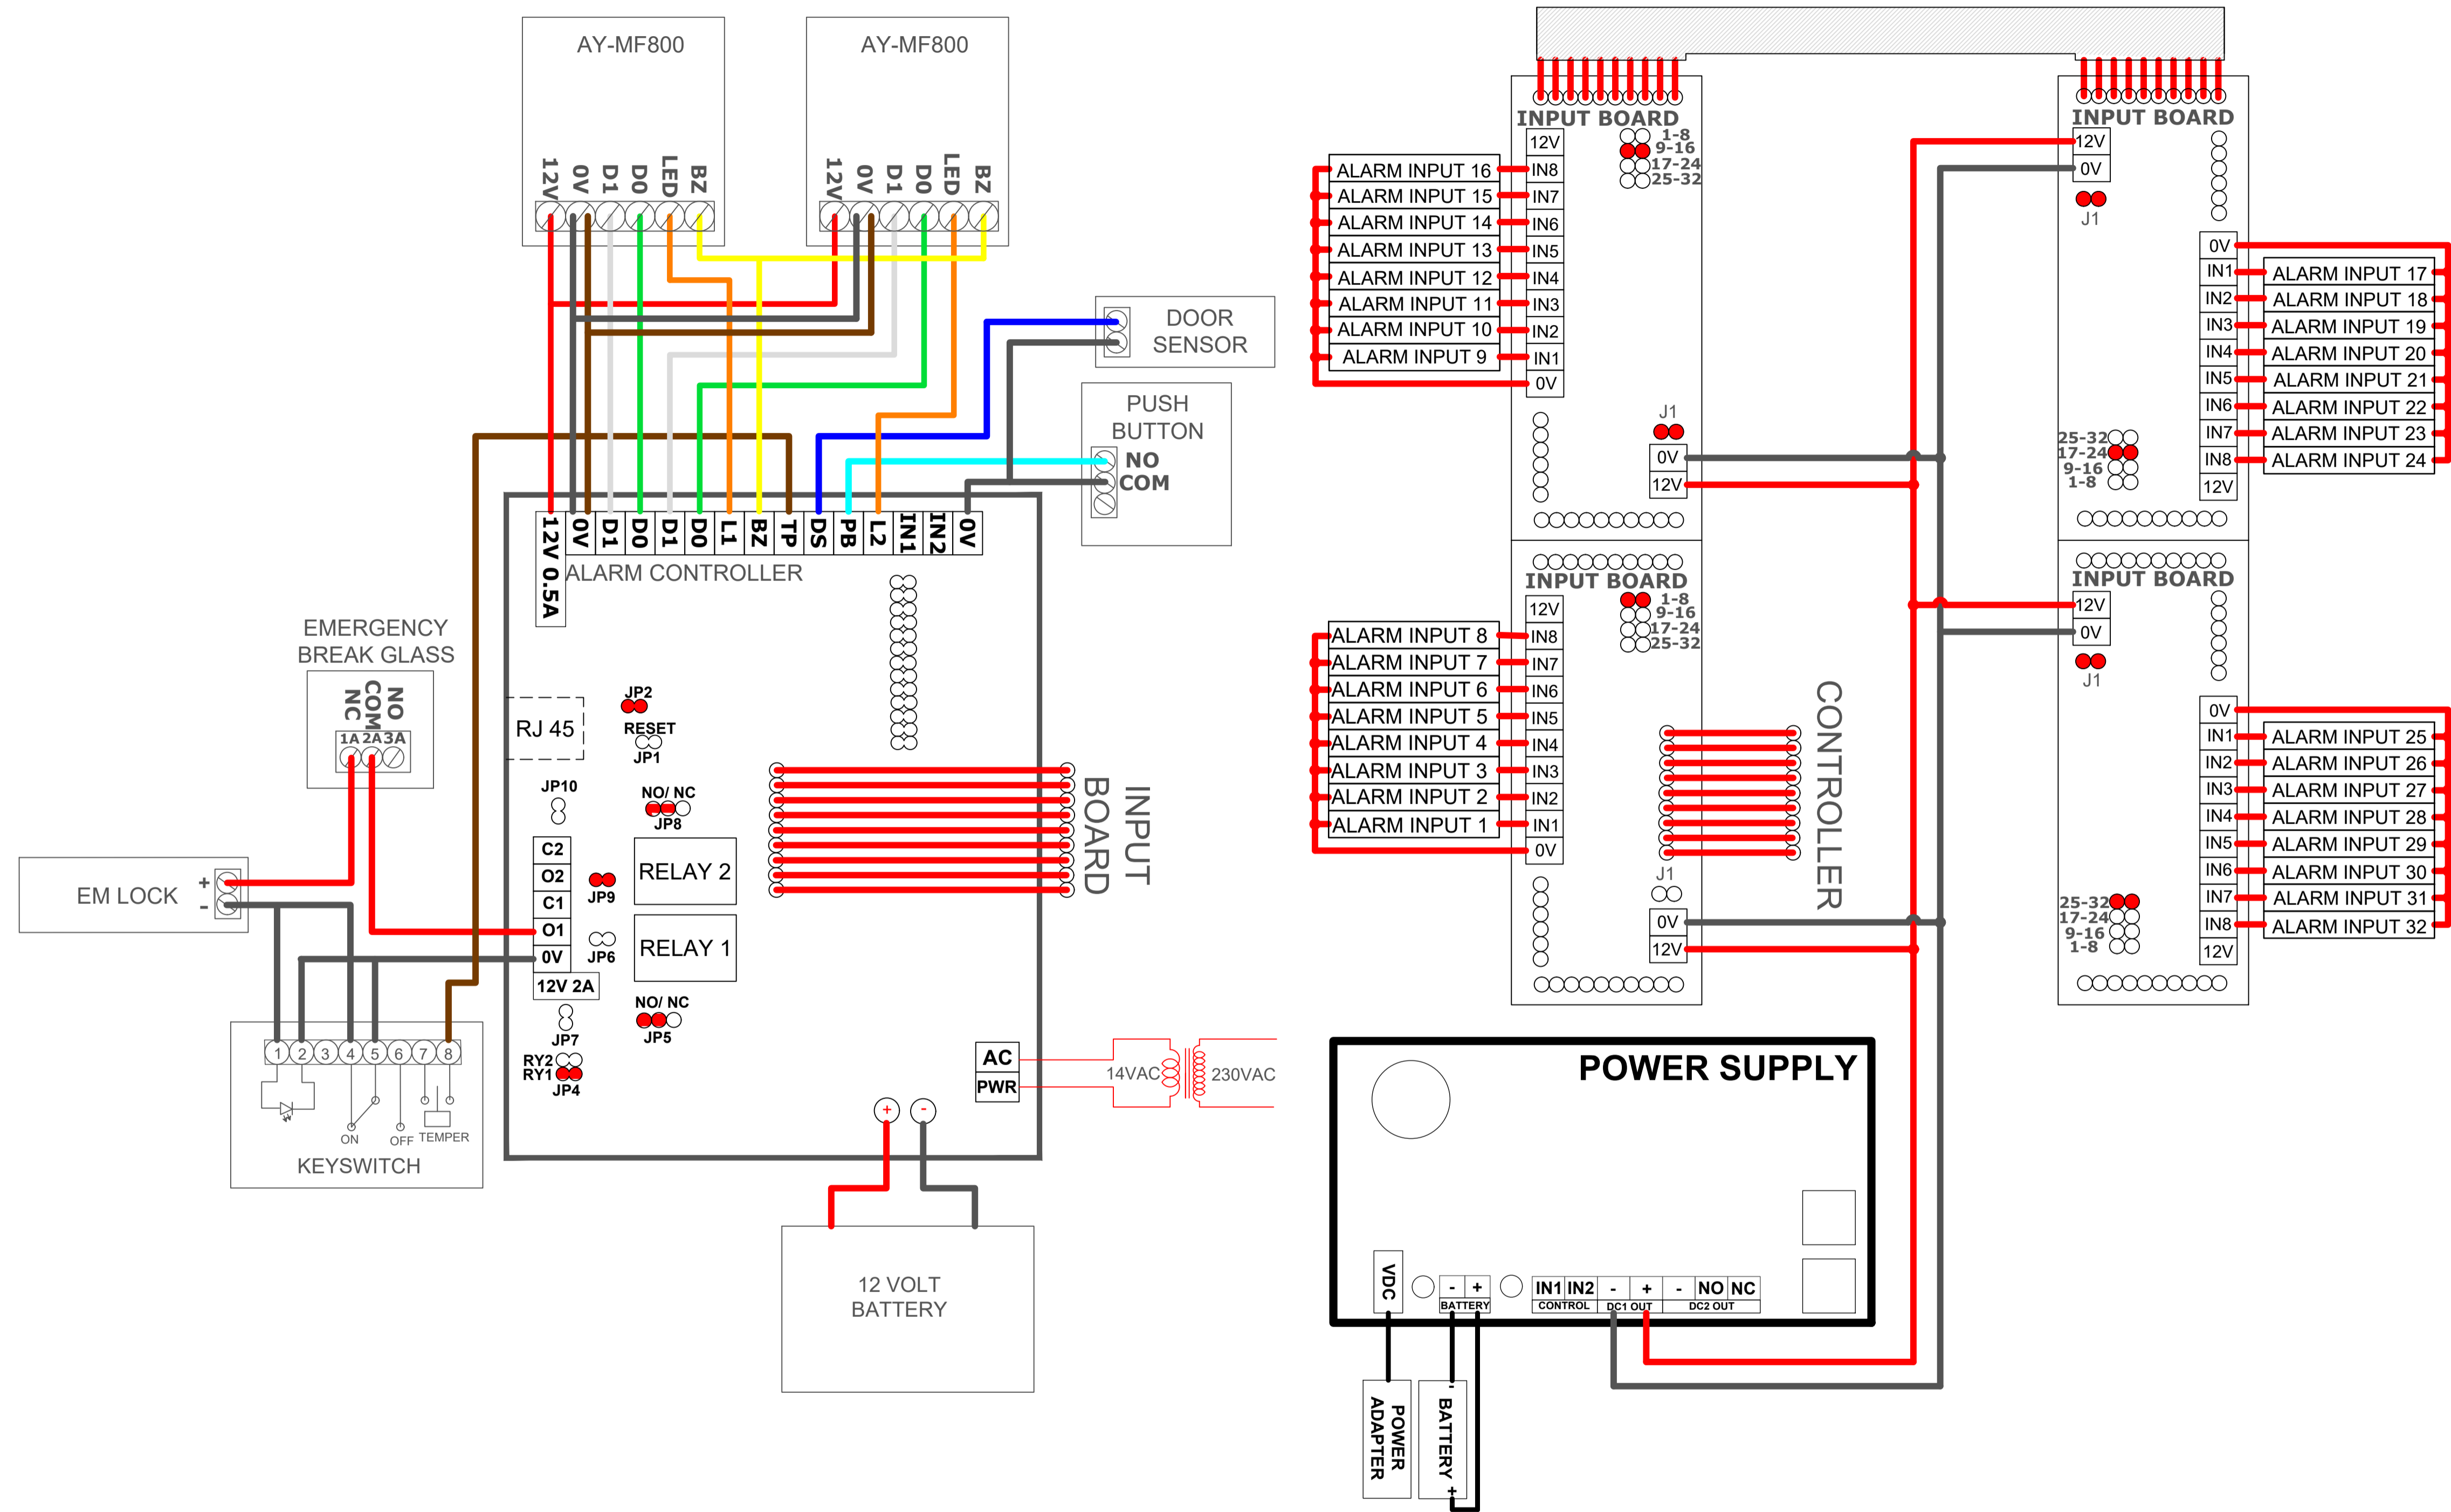 AY-MF800
12V 0V D1 D0 LED BZ
AY-MF800
12V 0V D1 D0 LED BZ
DOOR
SENSOR
PUSH
BUTTON
NO
COM
12V 0.5A 0V D1 D0 D1 D0 L1 BZ TP DS PB L2 IN1 IN2 0V
ALARM CONTROLLER
EMERGENCY
BREAK GLASS
NC COM NO
1A 2A 3A
RJ 45
JP2
RESET
JP1
JP10
NO/ NC
JP8
C2
O2
C1
O1
0V
12V 2A
JP9
JP6
RELAY 2
RELAY 1
NO/ NC
JP5
JP7
RY2
RY1
JP4
INPUT
BOARD
EM LOCK
+
-
1 2 3 4 5 6 7 8
ON
OFF
TEMPER
KEYSWITCH
AC
PWR
14VAC
230VAC
+ -
12 VOLT
BATTERY
INPUT BOARD
1-8
9-16
17-24
25-32
12V
ALARM INPUT 16 IN8
ALARM INPUT 15 IN7
ALARM INPUT 14 IN6
ALARM INPUT 13 IN5
ALARM INPUT 12 IN4
ALARM INPUT 11 IN3
ALARM INPUT 10 IN2
ALARM INPUT 9 IN1
0V
J1
0V
12V
INPUT BOARD
1-8
9-16
17-24
25-32
12V
ALARM INPUT 8 IN8
ALARM INPUT 7 IN7
ALARM INPUT 6 IN6
ALARM INPUT 5 IN5
ALARM INPUT 4 IN4
ALARM INPUT 3 IN3
ALARM INPUT 2 IN2
ALARM INPUT 1 IN1
0V
J1
0V
12V
CONTROLLER
INPUT BOARD
12V
0V
J1
0V
IN1 ALARM INPUT 17
IN2 ALARM INPUT 18
IN3 ALARM INPUT 19
IN4 ALARM INPUT 20
IN5 ALARM INPUT 21
IN6 ALARM INPUT 22
IN7 ALARM INPUT 23
IN8 ALARM INPUT 24
12V
25-32
17-24
9-16
1-8
INPUT BOARD
12V
0V
J1
0V
IN1 ALARM INPUT 25
IN2 ALARM INPUT 26
IN3 ALARM INPUT 27
IN4 ALARM INPUT 28
IN5 ALARM INPUT 29
IN6 ALARM INPUT 30
IN7 ALARM INPUT 31
IN8 ALARM INPUT 32
12V
25-32
17-24
9-16
1-8
POWER SUPPLY
VDC
- +
BATTERY
IN1 IN2 - + - NO NC
CONTROL DC1 OUT DC2 OUT
POWER
ADAPTER
- BATTERY +